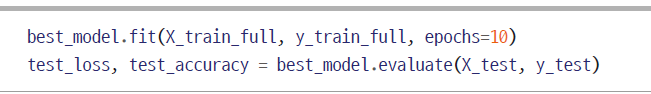 best_model.fit(X_train_full, y_train_full, epochs=10)
test_loss, test_accuracy = best_model.evaluate(X_test, y_test)